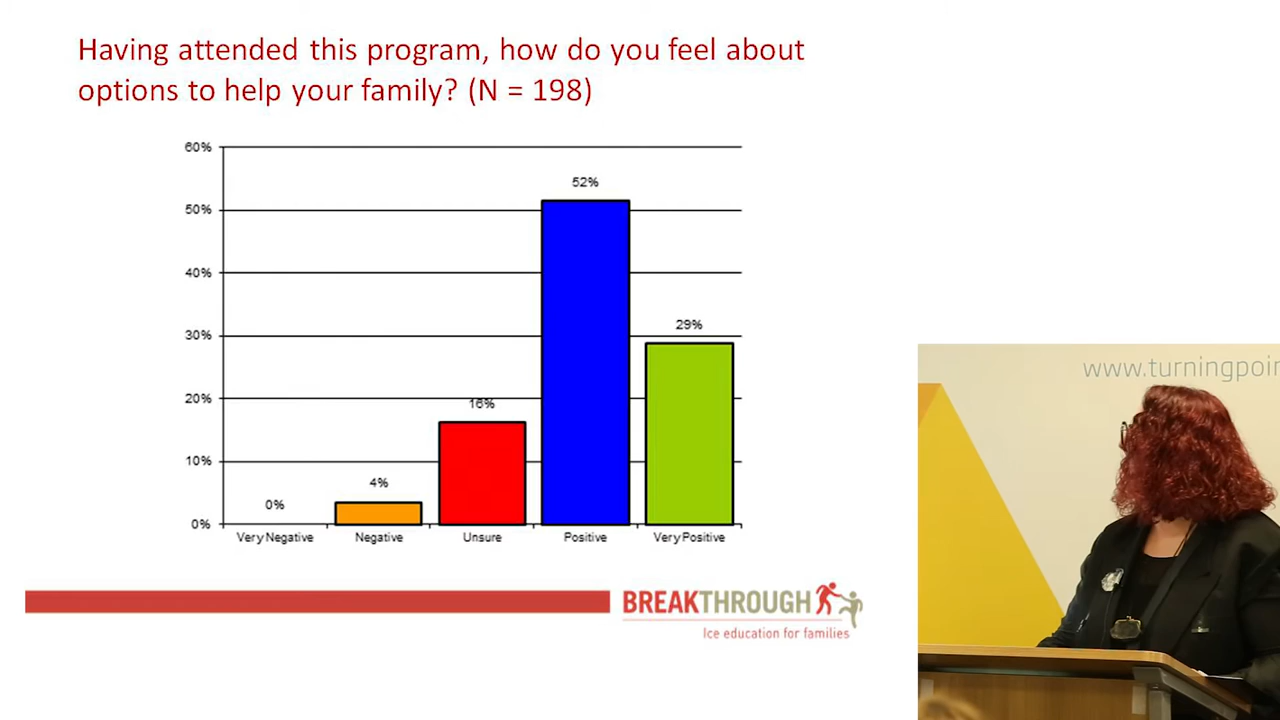 Having attended this program, how do you feel about
options to help your family? (N = 198)
60%
52%
50%
40%
30%
29%
20%
16%
10%
4%
0%
0%
Very Negative
Negative
Unsure
Positive
Very Positive
BREAKTHROUGH
Ice education for families
www.turningpoin